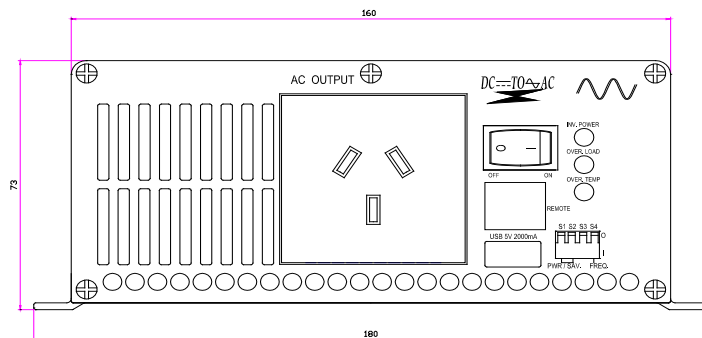 160
AC OUTPUT
DC TO AC
INV. POWER
OVER. LOAD
OVER. TEMP
OFF ON
REMOTE
73
S1 S2 S3 S4
O
USB 5V 2000mA
I
PWR / SAV. FREQ.
180